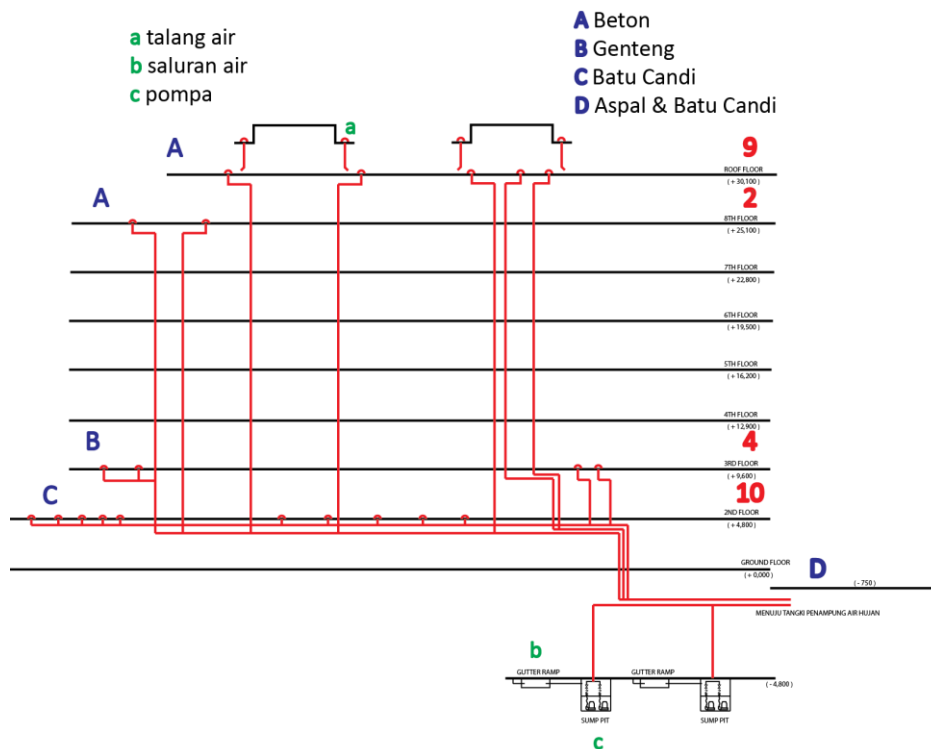 a talang air
b saluran air
c pompa
A Beton
B Genteng
C Batu Candi
D Aspal & Batu Candi
a
A
9
ROOF FLOOR
( + 30,100 )
A
2
8TH FLOOR
( + 25,100 )
7TH FLOOR
( + 22,800 )
6TH FLOOR
( + 19,500 )
5TH FLOOR
( + 16,200 )
4TH FLOOR
( + 12,900 )
B
4
3RD FLOOR
( + 9,600 )
C
10
2ND FLOOR
( + 4,800 )
GROUND FLOOR
( + 0,000 )
D
( - 750 )
MENUJU TANGKI PENAMPUNG AIR HUJAN
b
GUTTER RAMP
GUTTER RAMP
( - 4,800 )
SUMP PIT
SUMP PIT
c